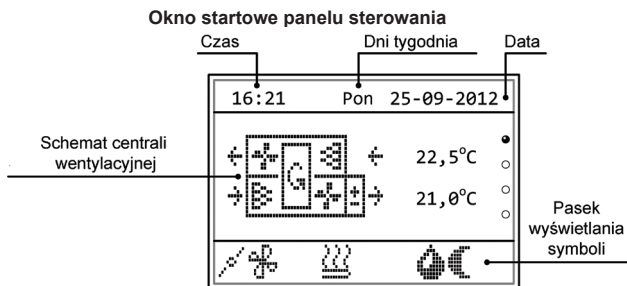 Okno startowe panelu sterowania
Czas
Dni tygodnia
Data
16:21 Pon 25-09-2012
Schemat centrali
wentylacyjnej
22,5°C
G
21,0°C
±
Pasek
wyświetlania
symboli